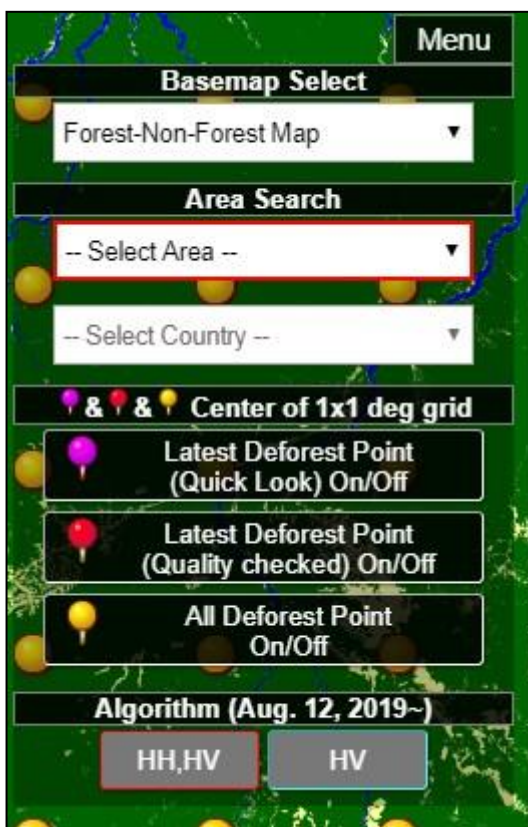 Menu
Basemap Select
Forest-Non-Forest Map
Area Search
-- Select Area --
-- Select Country --
& & Center of 1x1 deg grid
Latest Deforest Point
(Quick Look) On/Off
Latest Deforest Point
(Quality checked) On/Off
All Deforest Point
On/Off
Algorithm (Aug. 12, 2019~)
HH,HV
HV